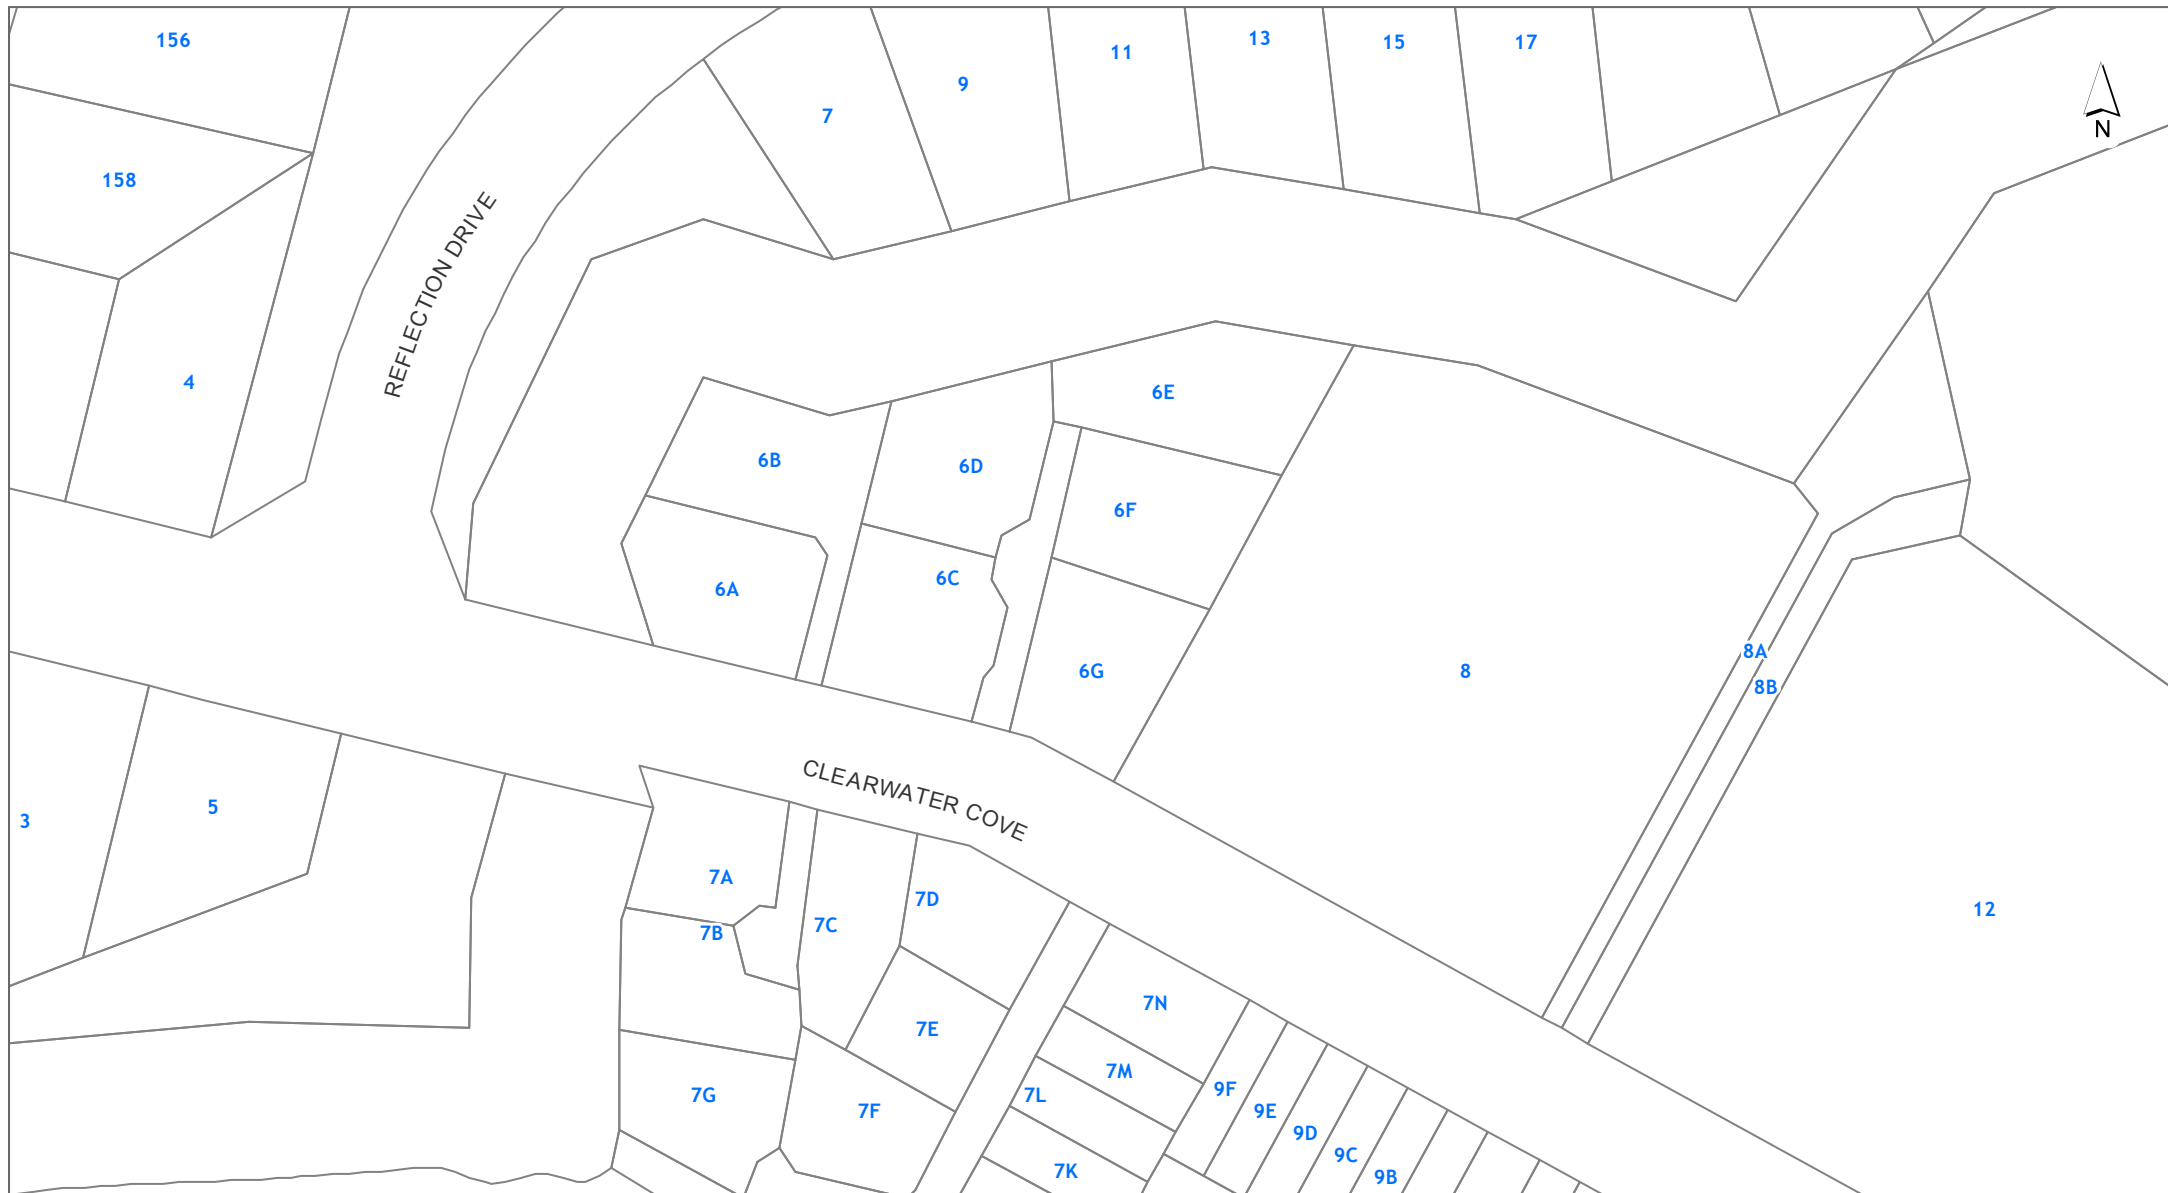 156
11
13
15
17
9
7
N
158
REFLECTION DRIVE
4
6E
6B
6D
6F
6A
6C
6G
8
8A
8B
CLEARWATER COVE
3
5
7A
7B
7C
7D
12
7N
7E
7M
7G
7F
7L
7K
9F
9E
9D
9C
9B